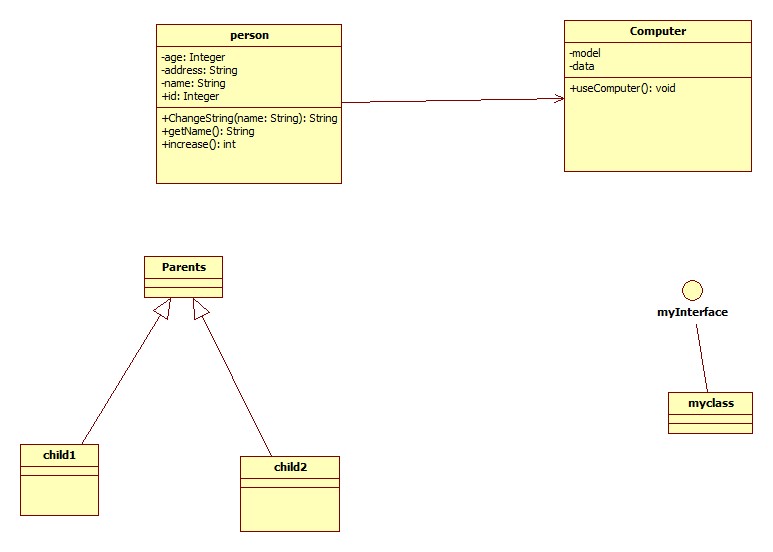 person
-age: Integer
-address: String
-name: String
+id: Integer
+ChangeString(name: String): String
+getName(): String
+increase(): int
Computer
-model
-data
+useComputer(): void
Parents
myInterface
myclass
child1
child2